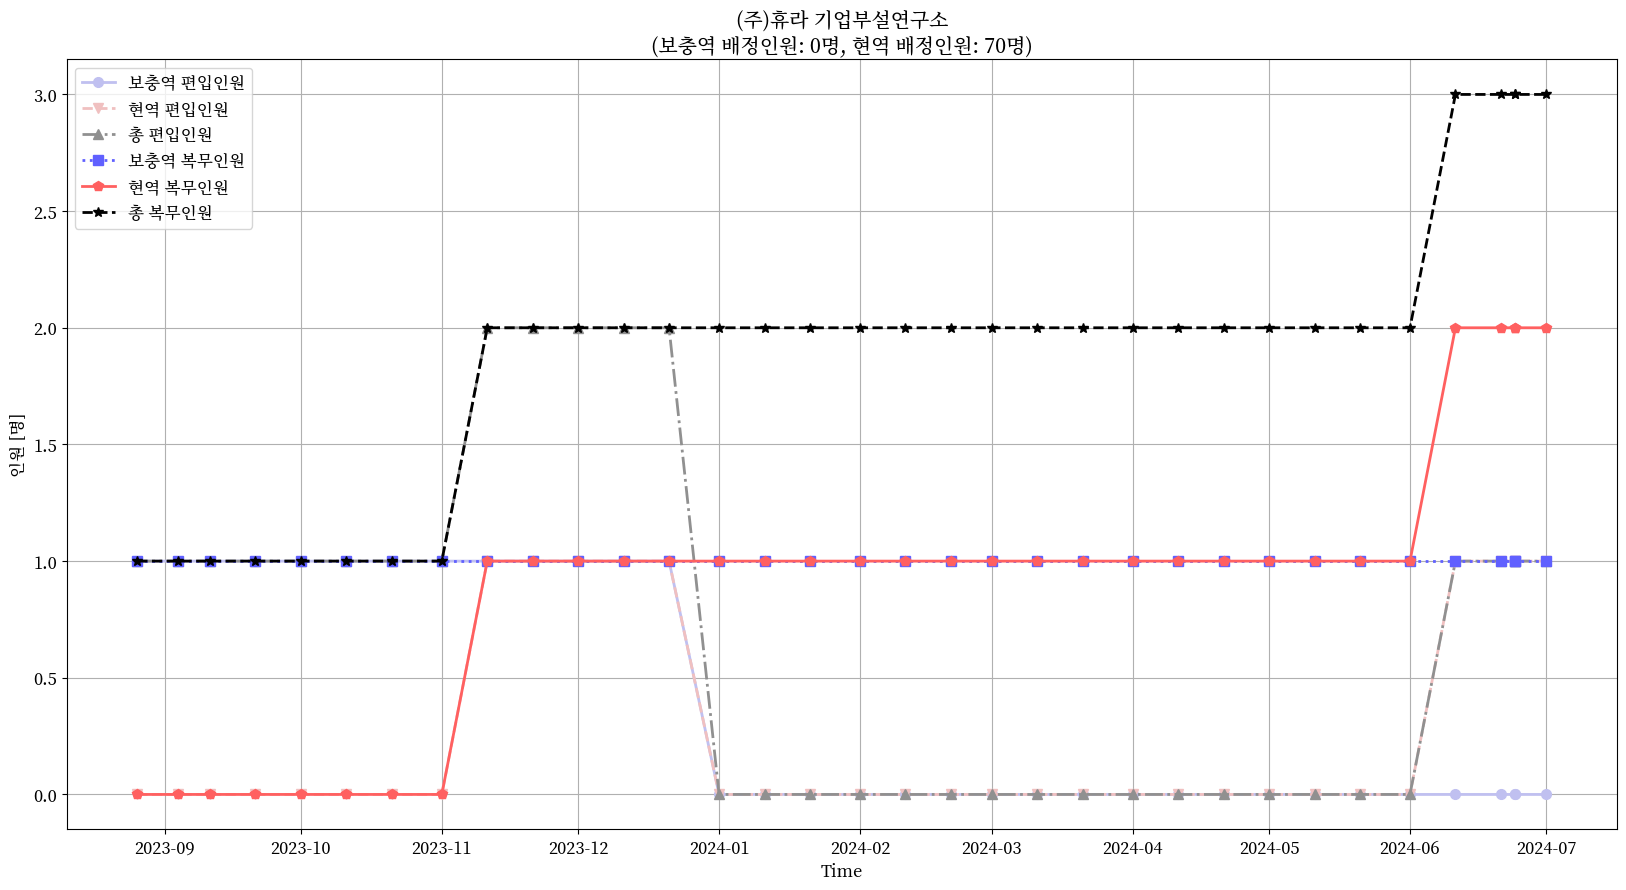 (주)휴라 기업부설연구소
(보충역 배정인원: 0명, 현역 배정인원: 70명)
보충역 편입인원
현역 편입인원
총 편입인원
보충역 복무인원
현역 복무인원
총 복무인원
3.0
2.5
2.0
1.5
1.0
0.5
0.0
인원 [명]
2023-09 2023-10 2023-11 2023-12 2024-01 2024-02 2024-03 2024-04 2024-05 2024-06 2024-07
Time